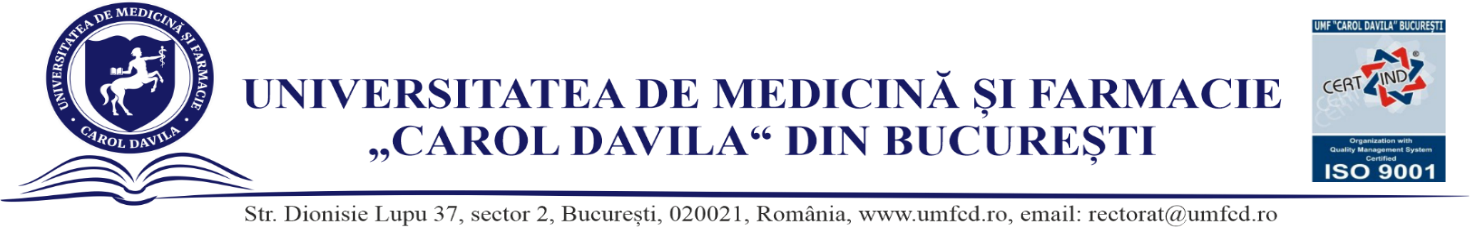 UNIVERSITATEA DE MEDICINĂ ȘI FARMACIE
CAROL DAVILA
UNIVERSITATEA DE MEDICINĂ ȘI FARMACIE
„CAROL DAVILA“ DIN BUCUREȘTI
Str. Dionisie Lupu 37, sector 2, București, 020021, România, www.umfcd.ro, email: rectorat@umfcd.ro
UMF "CAROL DAVILA" BUCUREȘTI
CERT IND ®
Organization with
Quality Management System
Certified
ISO 9001